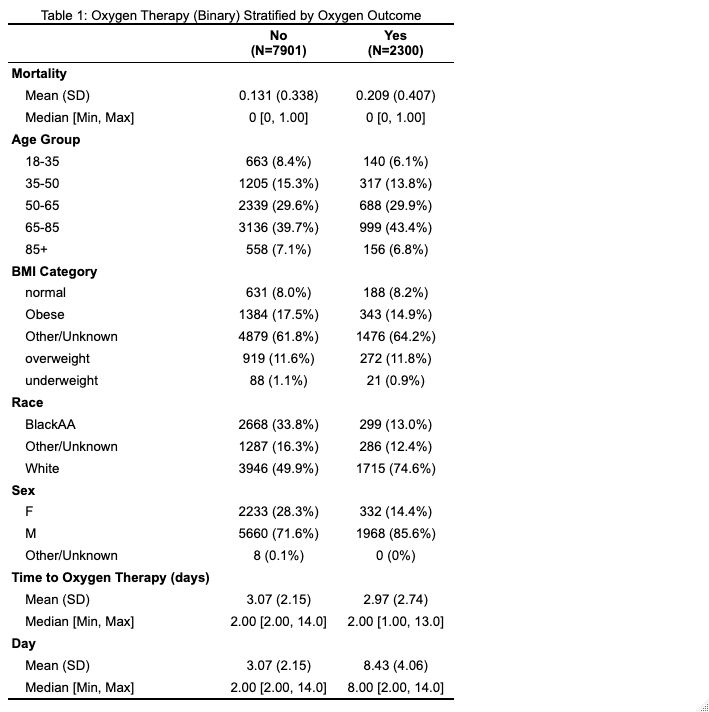 Table 1: Oxygen Therapy (Binary) Stratified by Oxygen Outcome
No Yes
(N=7901) (N=2300)
Mortality
Mean (SD) 0.131 (0.338) 0.209 (0.407)
Median [Min, Max] 0 [0, 1.00] 0 [0, 1.00]
Age Group
18-35 663 (8.4%) 140 (6.1%)
35-50 1205 (15.3%) 317 (13.8%)
50-65 2339 (29.6%) 688 (29.9%)
65-85 3136 (39.7%) 999 (43.4%)
85+ 558 (7.1%) 156 (6.8%)
BMI Category
normal 631 (8.0%) 188 (8.2%)
Obese 1384 (17.5%) 343 (14.9%)
Other/Unknown 4879 (61.8%) 1476 (64.2%)
overweight 919 (11.6%) 272 (11.8%)
underweight 88 (1.1%) 21 (0.9%)
Race
BlackAA 2668 (33.8%) 299 (13.0%)
Other/Unknown 1287 (16.3%) 286 (12.4%)
White 3946 (49.9%) 1715 (74.6%)
Sex
F 2233 (28.3%) 332 (14.4%)
M 5660 (71.6%) 1968 (85.6%)
Other/Unknown 8 (0.1%) 0 (0%)
Time to Oxygen Therapy (days)
Mean (SD) 3.07 (2.15) 2.97 (2.74)
Median [Min, Max] 2.00 [2.00, 14.0] 2.00 [1.00, 13.0]
Day
Mean (SD) 3.07 (2.15) 8.43 (4.06)
Median [Min, Max] 2.00 [2.00, 14.0] 8.00 [2.00, 14.0]